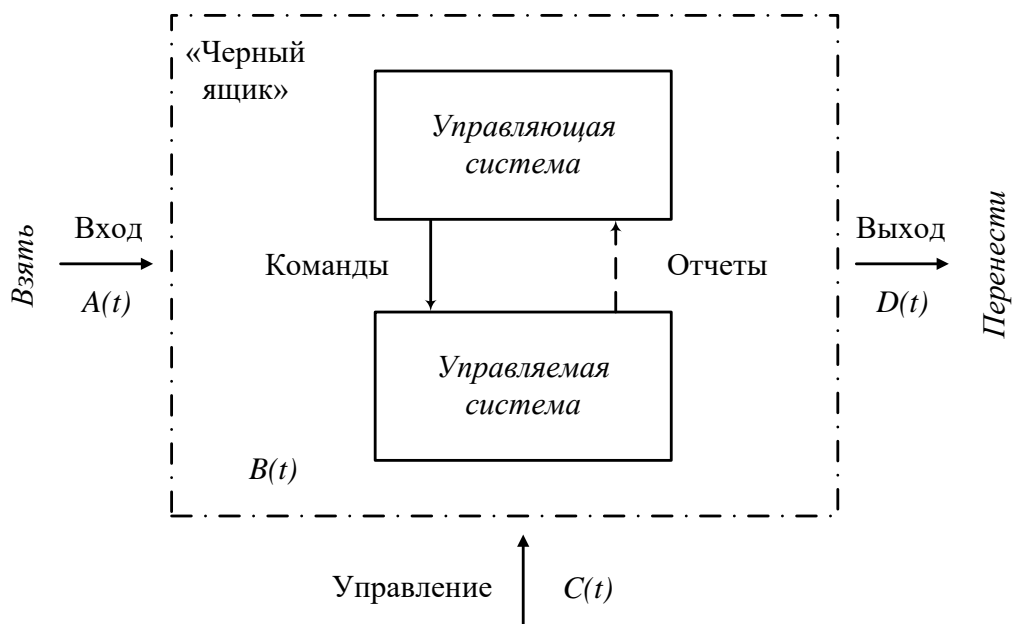 «Черный
ящик»
Управляющая
система
Взять
Вход
A(t)
Команды
Отчеты
Выход
D(t)
Перенести
Управляемая
система
B(t)
Управление
C(t)